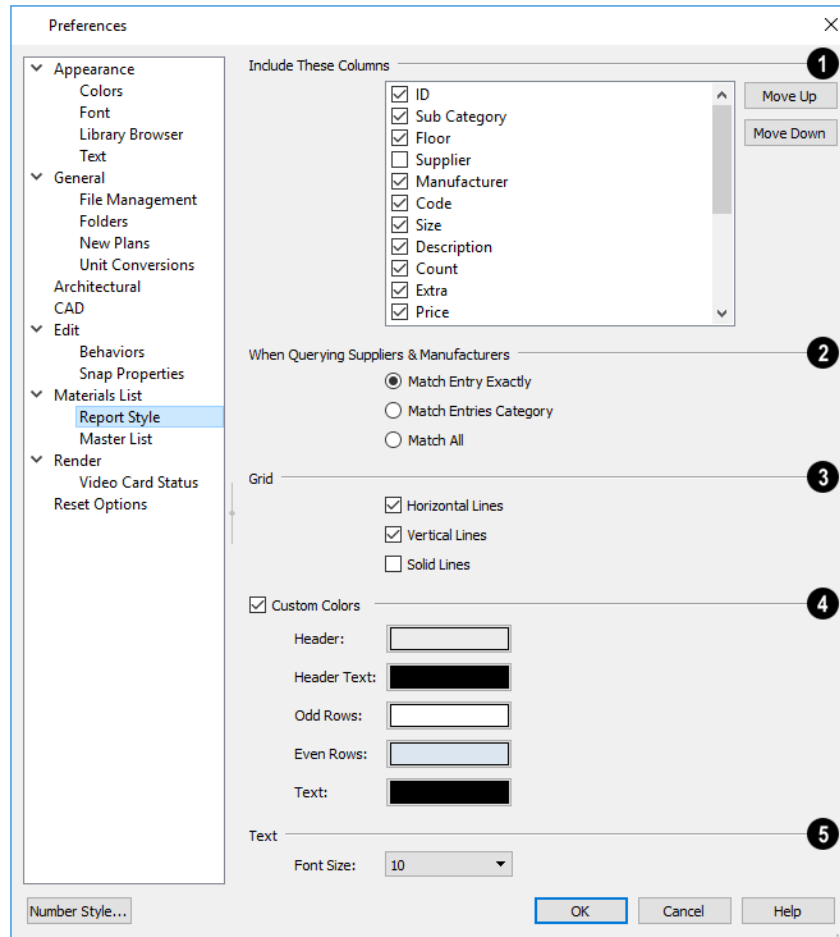 Preferences
Appearance
Colors
Font
Library Browser
Text
General
File Management
Folders
New Plans
Unit Conversions
Architectural
CAD
Edit
Behaviors
Snap Properties
Materials List
Report Style
Master List
Render
Video Card Status
Reset Options
Number Style...
Include These Columns 1
ID
Sub Category
Floor
Supplier
Manufacturer
Code
Size
Description
Count
Extra
Price
Move Up
Move Down
When Querying Suppliers & Manufacturers 2
Match Entry Exactly
Match Entries Category
Match All
Grid 3
Horizontal Lines
Vertical Lines
Solid Lines
Custom Colors 4
Header:
Header Text:
Odd Rows:
Even Rows:
Text:
Text 5
Font Size: 10
OK Cancel Help